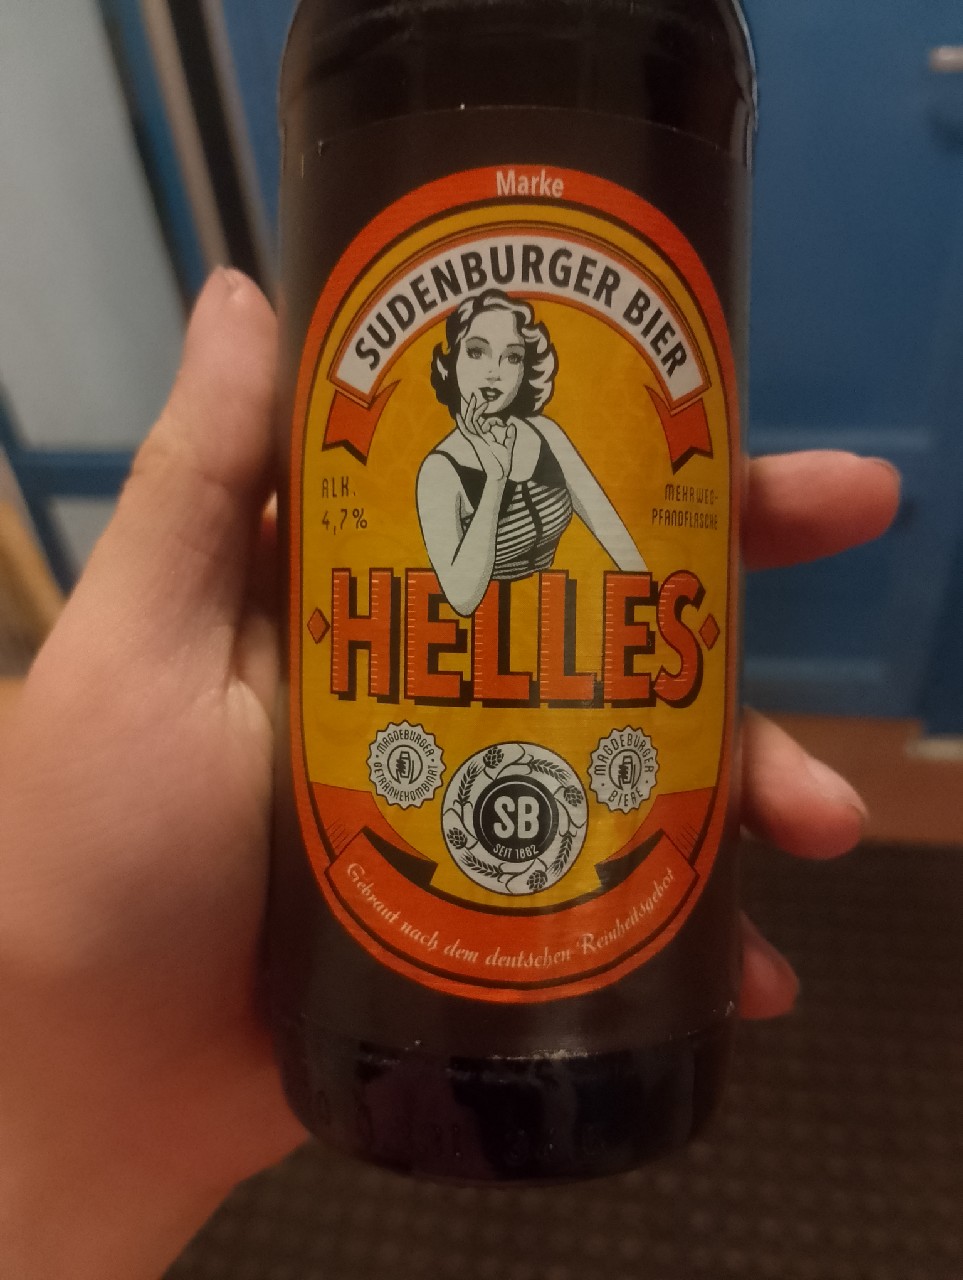 Marke
SUDENBURGER BIER
ALK.
4,7%
MEHRWEG-
PFANDFLASCHE
HELLES
MAGDEBURGER
GETRÄNKEKOMBINAT
MAGDEBURGER
BIERE
SB
SEIT 1882
Gebraut nach dem deutschen Reinheitsgebot